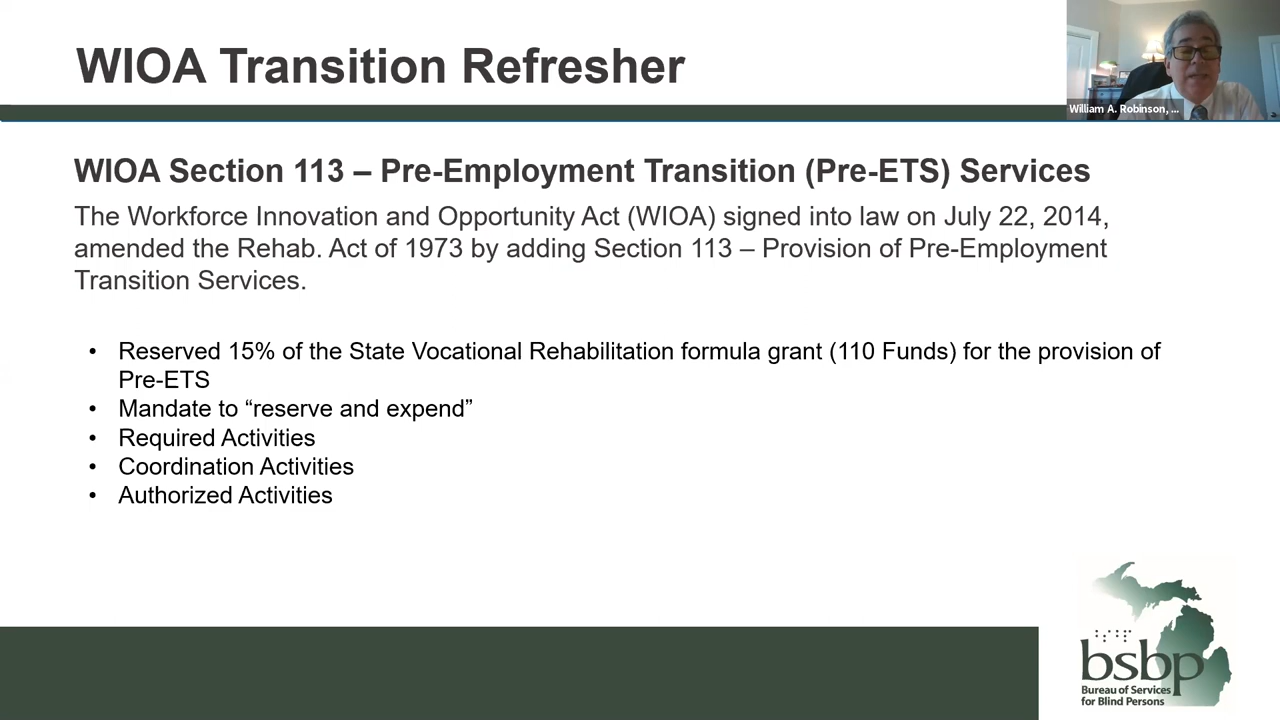 WIOA Transition Refresher
William A. Robinson, ...
WIOA Section 113 – Pre-Employment Transition (Pre-ETS) Services
The Workforce Innovation and Opportunity Act (WIOA) signed into law on July 22, 2014,
amended the Rehab. Act of 1973 by adding Section 113 – Provision of Pre-Employment
Transition Services.
• Reserved 15% of the State Vocational Rehabilitation formula grant (110 Funds) for the provision of
Pre-ETS
• Mandate to “reserve and expend”
• Required Activities
• Coordination Activities
• Authorized Activities
bsbp
Bureau of Services
for Blind Persons